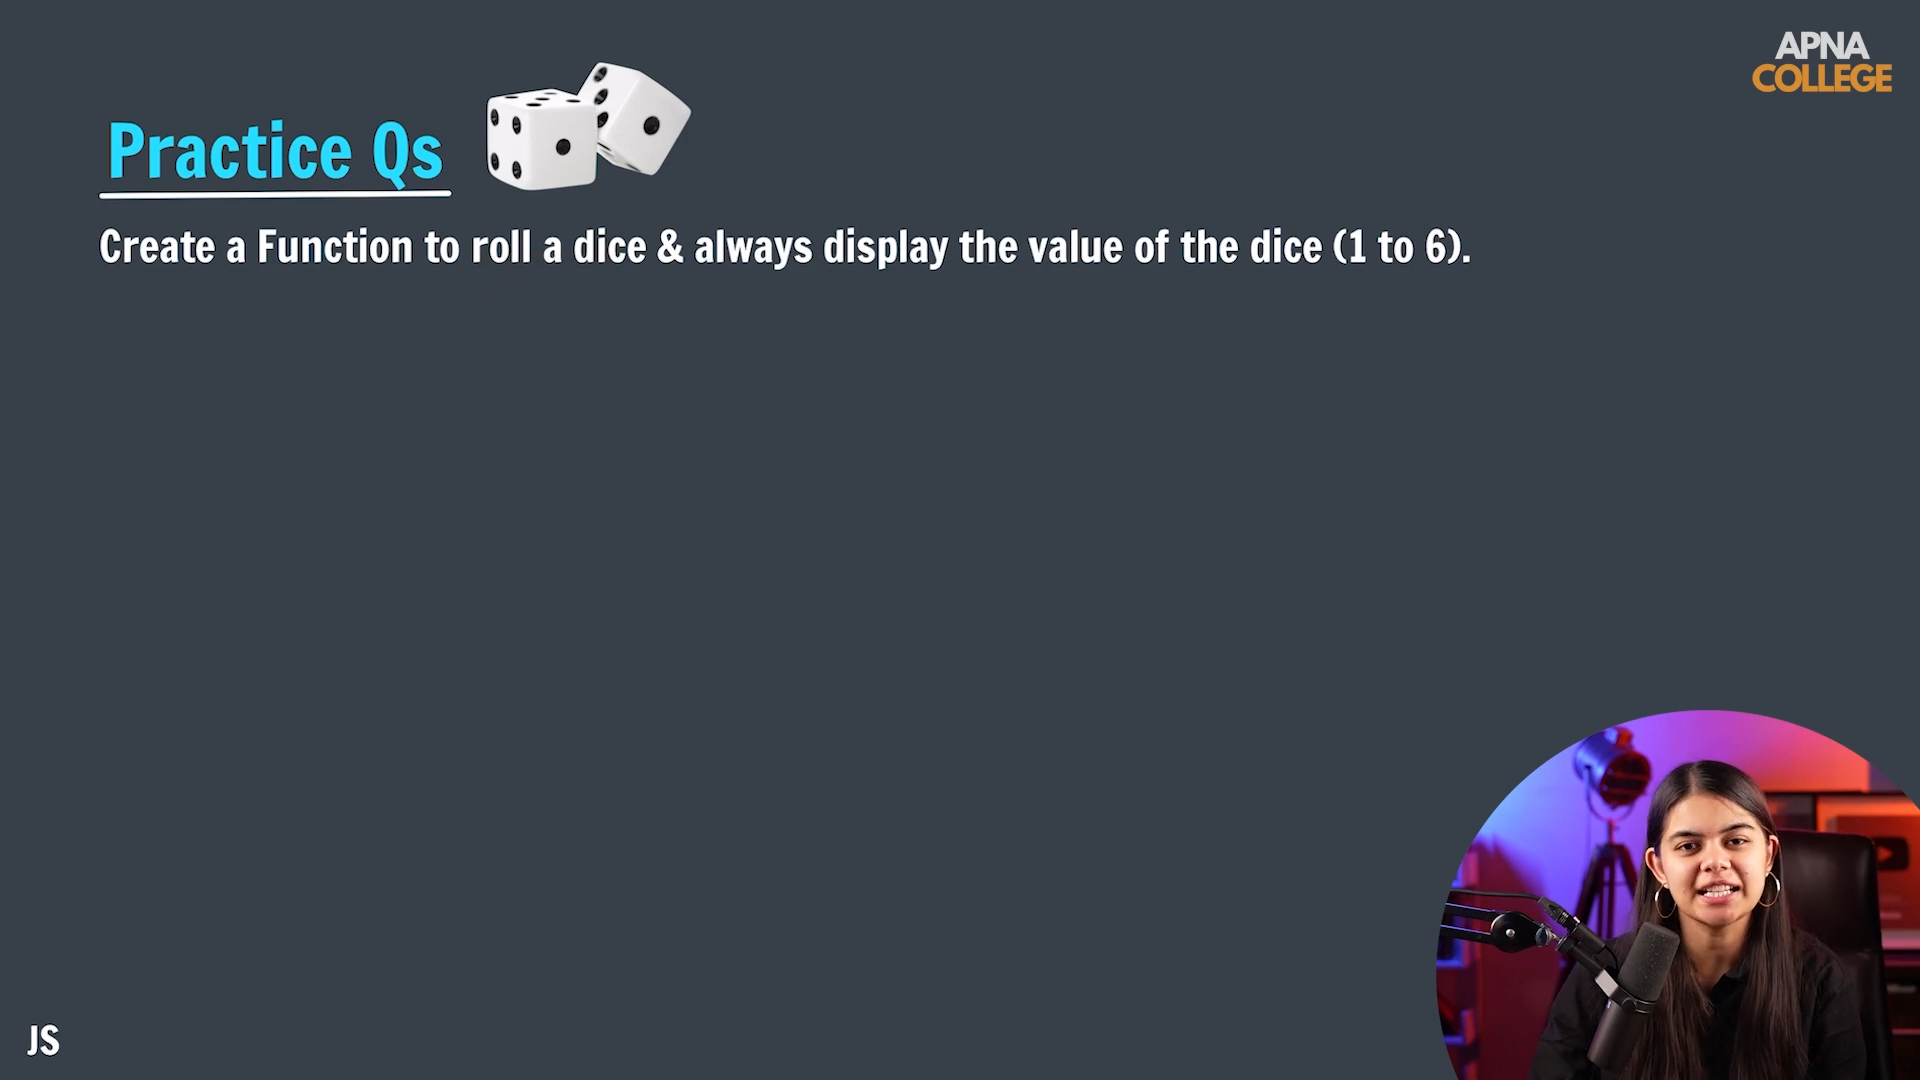 APNA
COLLEGE
Practice Qs
Create a Function to roll a dice & always display the value of the dice (1 to 6).
JS